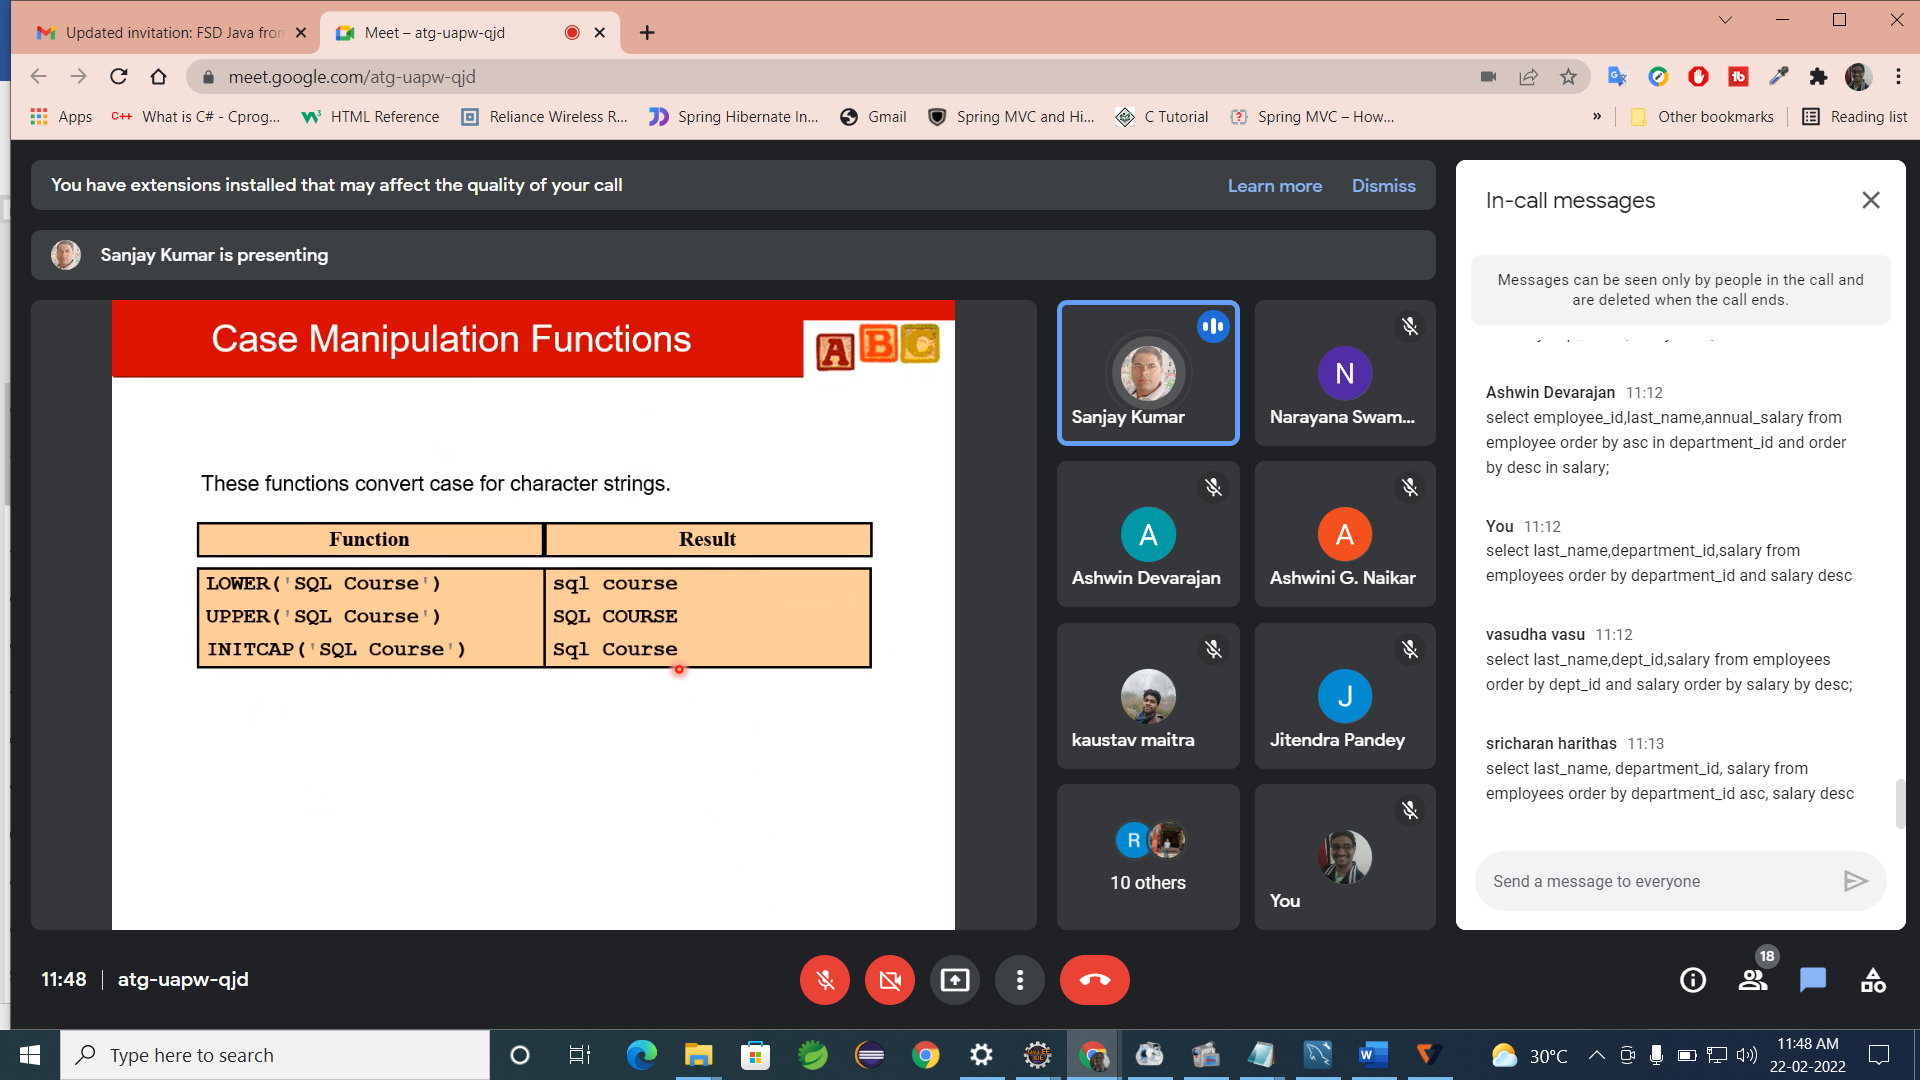 Updated invitation: FSD Java fron
Meet – atg-uapw-qjd
meet.google.com/atg-uapw-qjd
Apps
What is C# - Cprog...
HTML Reference
Reliance Wireless R...
Spring Hibernate In...
Gmail
Spring MVC and Hi...
C Tutorial
Spring MVC – How...
»
Other bookmarks
Reading list
You have extensions installed that may affect the quality of your call
Learn more
Dismiss
Sanjay Kumar is presenting
Case Manipulation Functions
A B C
These functions convert case for character strings.
Function Result
LOWER('SQL Course') sql course
UPPER('SQL Course') SQL COURSE
INITCAP('SQL Course') Sql Course
Sanjay Kumar
N
Narayana Swam...
A
Ashwin Devarajan
A
Ashwini G. Naikar
kaustav maitra
J
Jitendra Pandey
R
10 others
You
In-call messages
Messages can be seen only by people in the call and
are deleted when the call ends.
Ashwin Devarajan 11:12
select employee_id,last_name,annual_salary from
employee order by asc in department_id and order
by desc in salary;
You 11:12
select last_name,department_id,salary from
employees order by department_id and salary desc
vasudha vasu 11:12
select last_name,dept_id,salary from employees
order by dept_id and salary order by salary by desc;
sricharan harithas 11:13
select last_name, department_id, salary from
employees order by department_id asc, salary desc
Send a message to everyone
11:48 | atg-uapw-qjd
18
Type here to search
30°C
11:48 AM
22-02-2022